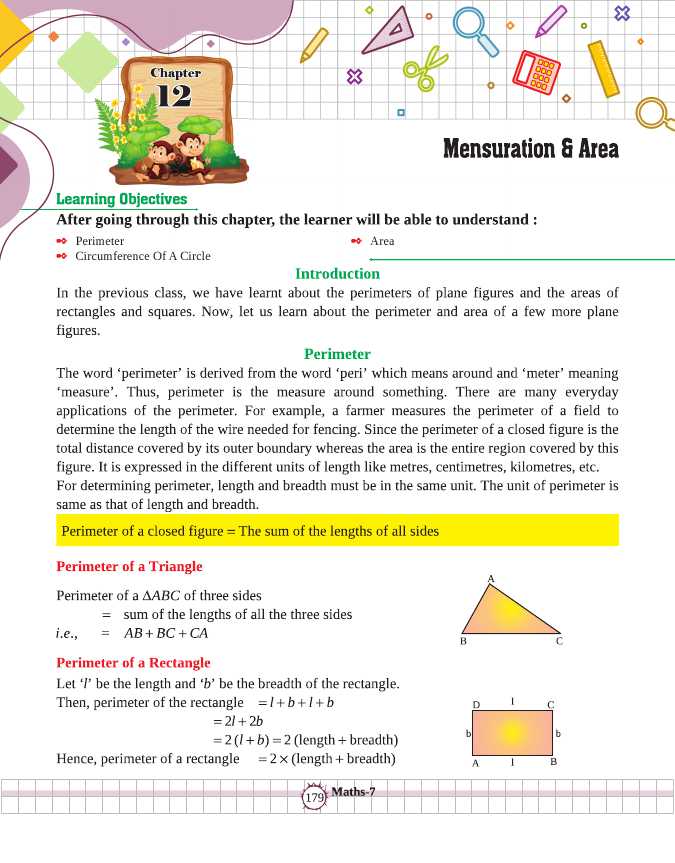 Chapter
12
Mensuration & Area
Learning Objectives
After going through this chapter, the learner will be able to understand :
Perimeter
Area
Circumference Of A Circle
Introduction
In the previous class, we have learnt about the perimeters of plane figures and the areas of
rectangles and squares. Now, let us learn about the perimeter and area of a few more plane
figures.
Perimeter
The word ‘perimeter’ is derived from the word ‘peri’ which means around and ‘meter’ meaning
‘measure’. Thus, perimeter is the measure around something. There are many everyday
applications of the perimeter. For example, a farmer measures the perimeter of a field to
determine the length of the wire needed for fencing. Since the perimeter of a closed figure is the
total distance covered by its outer boundary whereas the area is the entire region covered by this
figure. It is expressed in the different units of length like metres, centimetres, kilometres, etc.
For determining perimeter, length and breadth must be in the same unit. The unit of perimeter is
same as that of length and breadth.
Perimeter of a closed figure = The sum of the lengths of all sides
Perimeter of a Triangle
Perimeter of a ΔABC of three sides
= sum of the lengths of all the three sides
i.e., = AB + BC + CA
A
B C
Perimeter of a Rectangle
Let ‘l’ be the length and ‘b’ be the breadth of the rectangle.
Then, perimeter of the rectangle = l + b + l + b
= 2l + 2b
= 2 (l + b) = 2 (length + breadth)
Hence, perimeter of a rectangle = 2 × (length + breadth)
D l C
b b
A l B
179 Maths-7